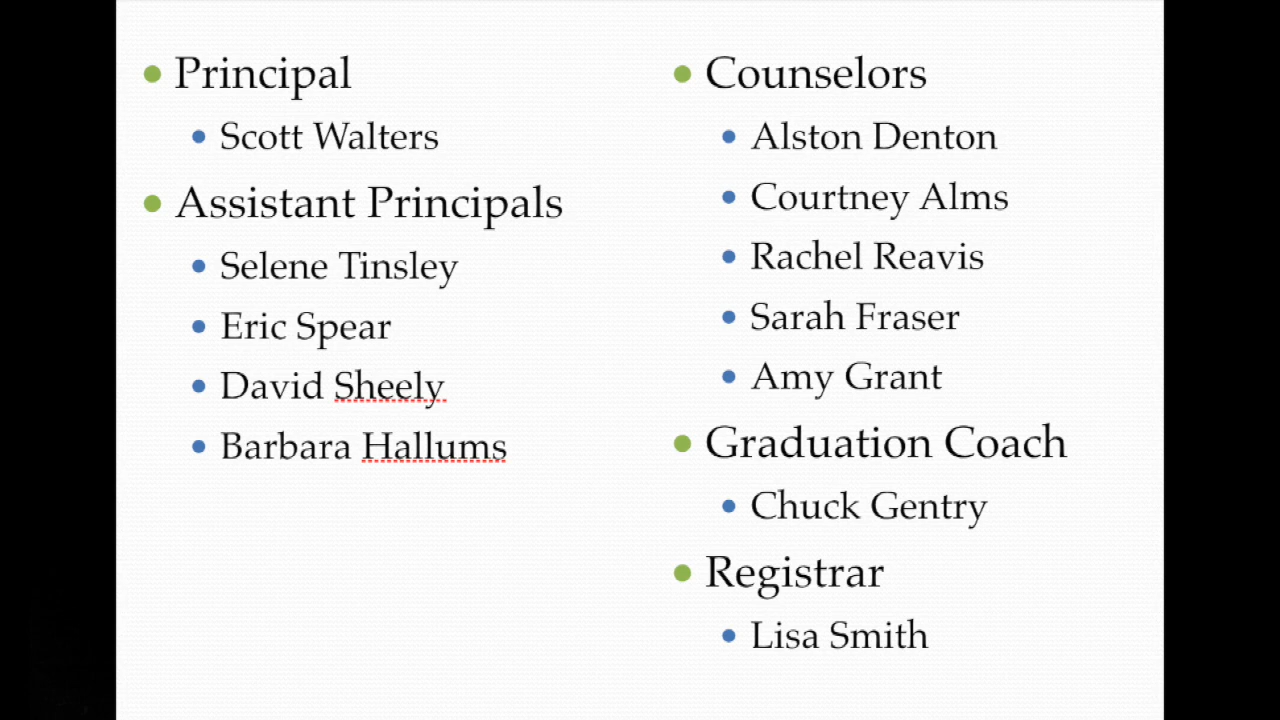 Principal
Scott Walters
Assistant Principals
Selene Tinsley
Eric Spear
David Sheely
Barbara Hallums
Counselors
Alston Denton
Courtney Alms
Rachel Reavis
Sarah Fraser
Amy Grant
Graduation Coach
Chuck Gentry
Registrar
Lisa Smith